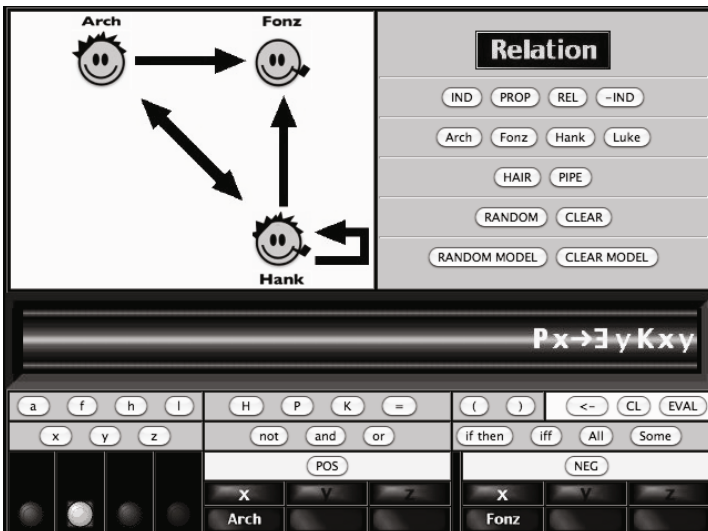 Arch Fonz
Relation
IND PROP REL -IND
Arch Fonz Hank Luke
HAIR PIPE
RANDOM CLEAR
RANDOM MODEL CLEAR MODEL
Hank
Px→∃yKxy
a f h l H P K = ( ) <- CL EVAL
x y z not and or if then iff All Some
POS NEG
x y z x y z
Arch Fonz